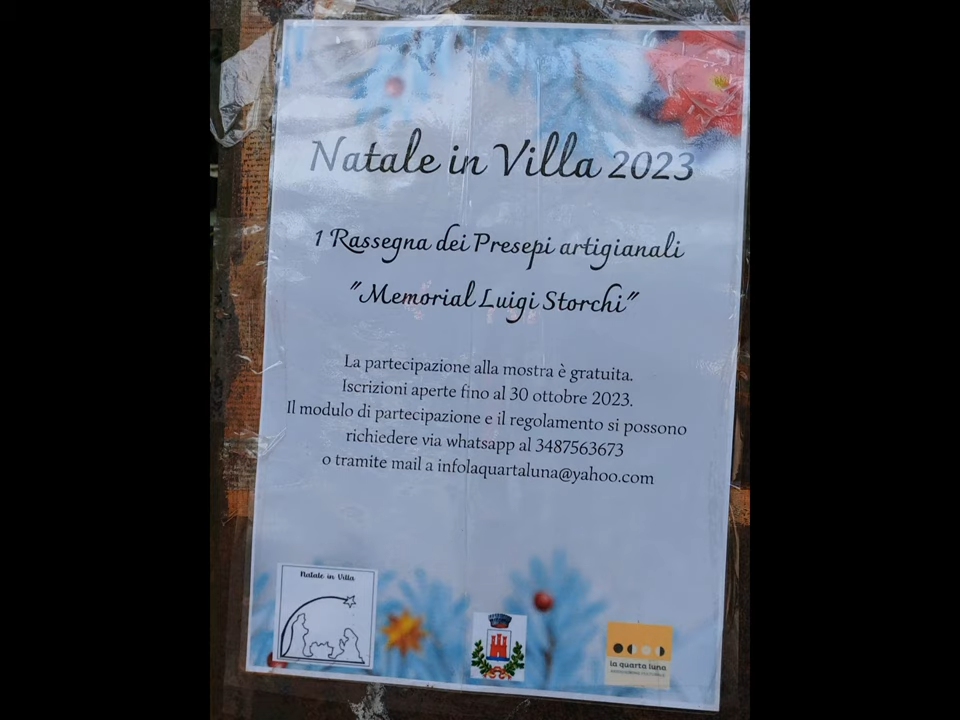 Natale in Villa 2023
1 Rassegna dei Presepi artigianali
"Memorial Luigi Storchi"
La partecipazione alla mostra è gratuita.
Iscrizioni aperte fino al 30 ottobre 2023.
Il modulo di partecipazione e il regolamento si possono
richiedere via whatsapp al 3487563673
o tramite mail a infolaquartaluna@yahoo.com
Natale in Villa
la quarta luna